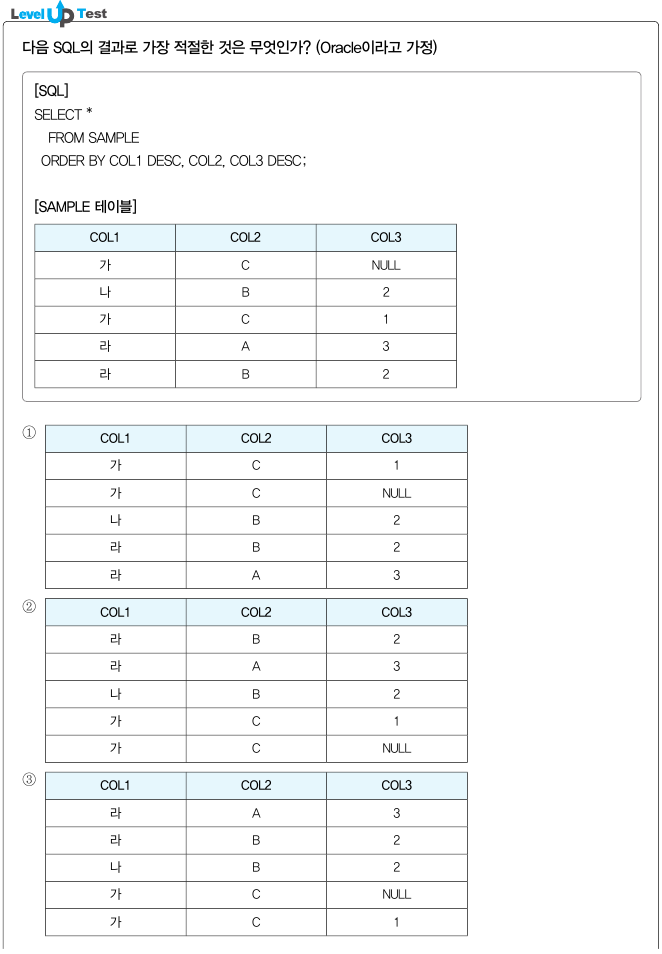 Level UP Test
다음 SQL의 결과로 가장 적절한 것은 무엇인가? (Oracle이라고 가정)
[SQL]
SELECT *
FROM SAMPLE
ORDER BY COL1 DESC, COL2, COL3 DESC;
[SAMPLE 테이블]
COL1 COL2 COL3
가 C NULL
나 B 2
가 C 1
라 A 3
라 B 2
①
COL1 COL2 COL3
가 C 1
가 C NULL
나 B 2
라 B 2
라 A 3
②
COL1 COL2 COL3
라 B 2
라 A 3
나 B 2
가 C 1
가 C NULL
③
COL1 COL2 COL3
라 A 3
라 B 2
나 B 2
가 C NULL
가 C 1